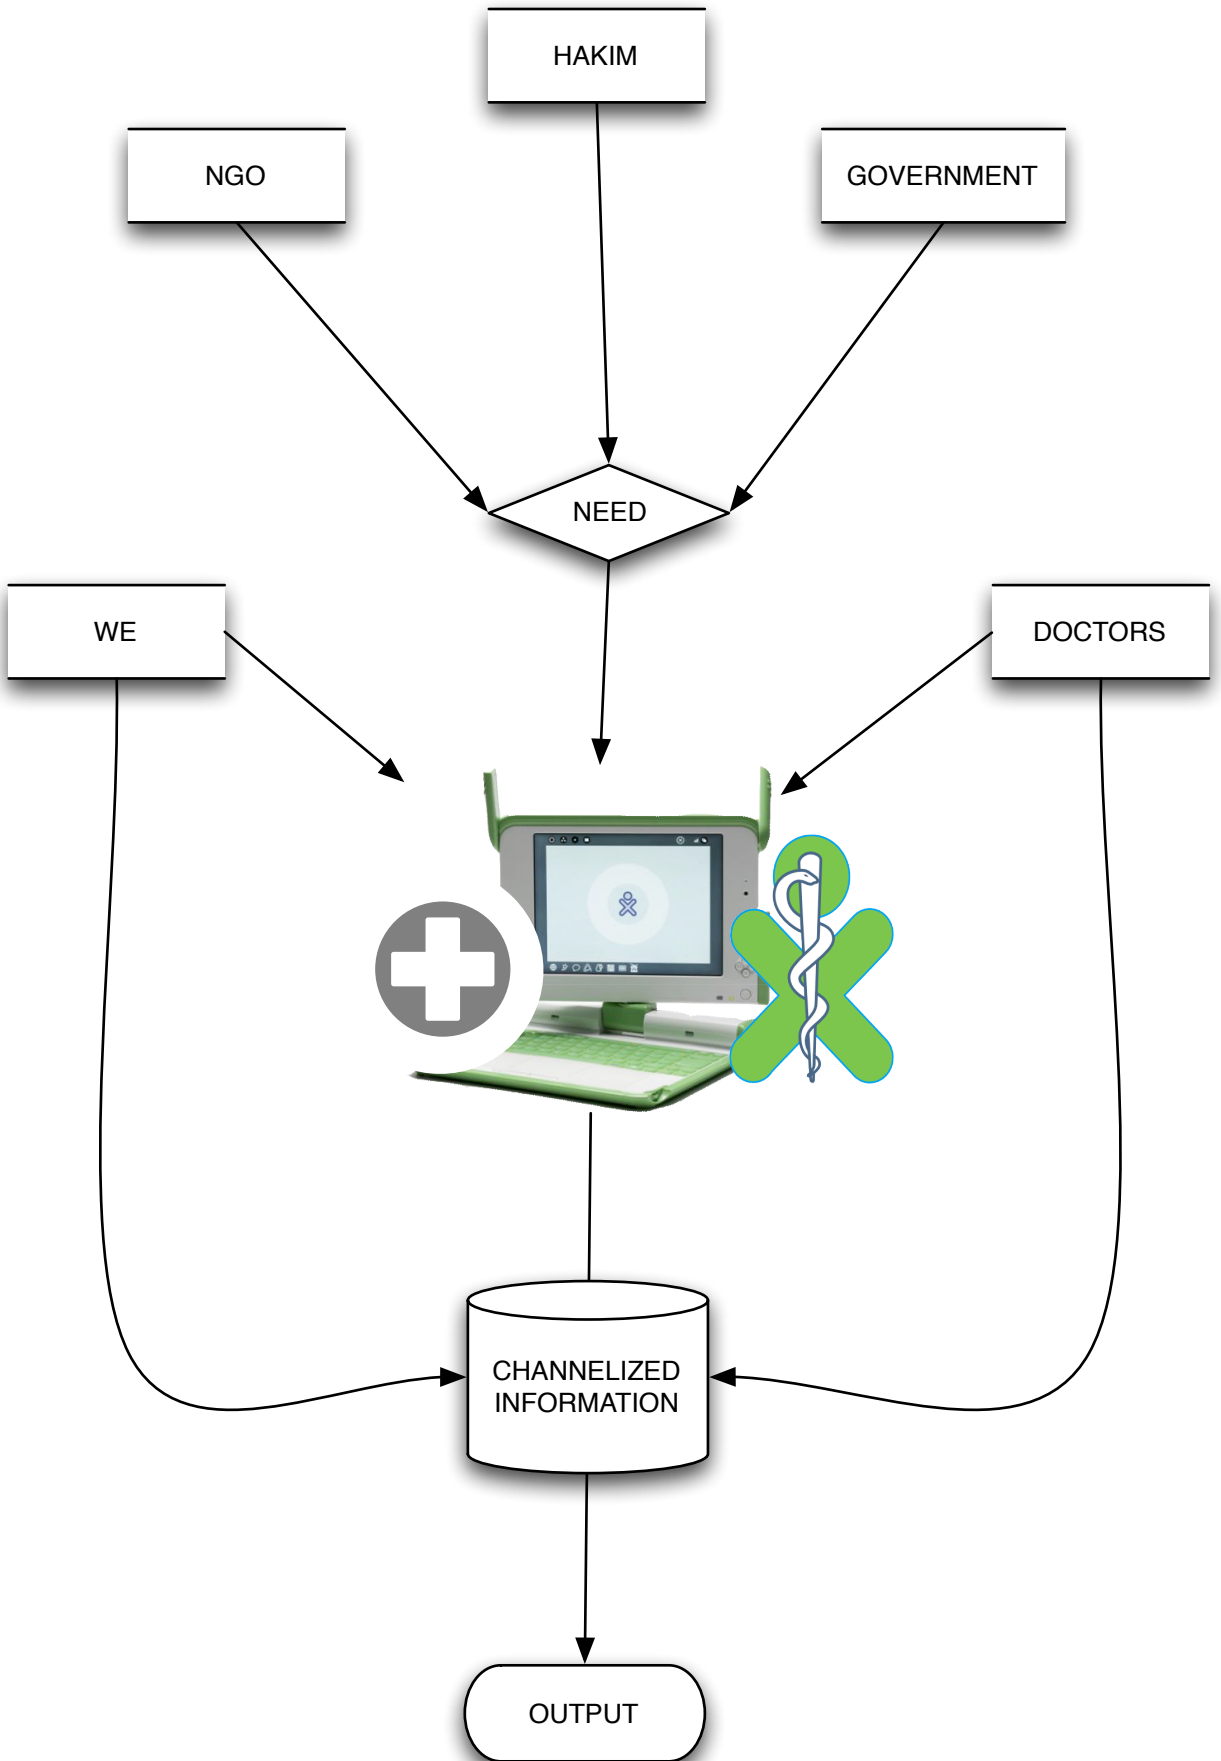 HAKIM
NGO
GOVERNMENT
NEED
WE
DOCTORS
CHANNELIZED
INFORMATION
OUTPUT